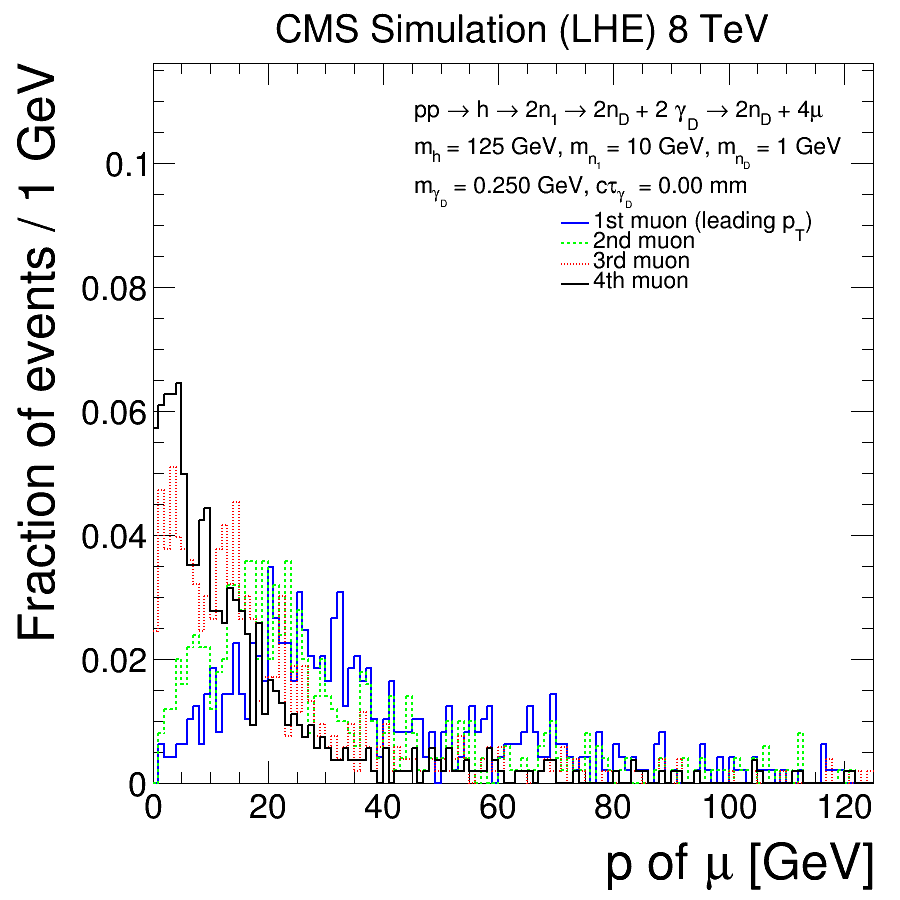 CMS Simulation (LHE) 8 TeV
Fraction of events / 1 GeV
pp → h → 2n1 → 2nD + 2 γD → 2nD + 4μ
mh = 125 GeV, mn1 = 10 GeV, mnD = 1 GeV
mγD = 0.250 GeV, cτγD = 0.00 mm
1st muon (leading pT)
2nd muon
3rd muon
4th muon
0.1
0.08
0.06
0.04
0.02
0
0 20 40 60 80 100 120
p of μ [GeV]